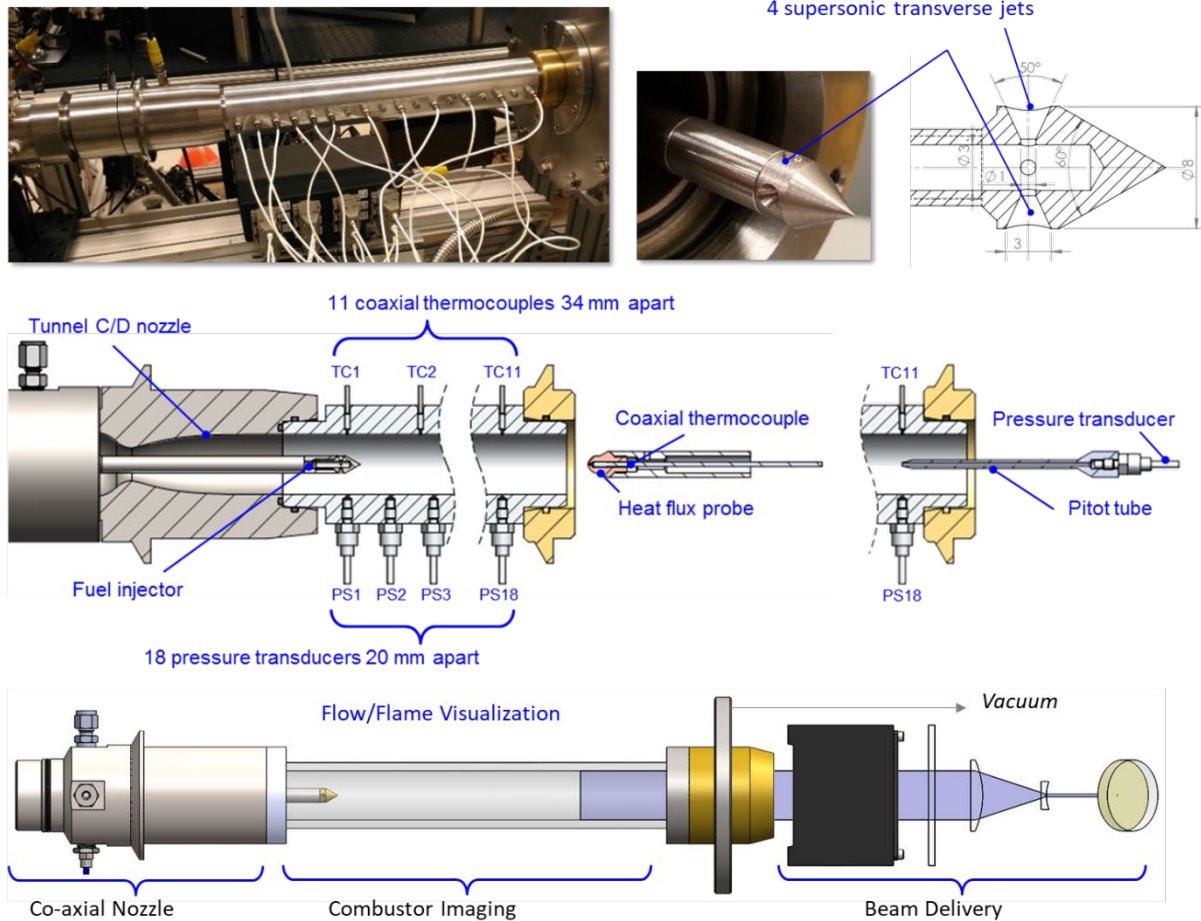 4 supersonic transverse jets
50°
Ø3
60°
Ø1
Ø8
3
11 coaxial thermocouples 34 mm apart
Tunnel C/D nozzle
TC1
TC2
TC11
TC11
Coaxial thermocouple
Pressure transducer
Heat flux probe
Pitot tube
Fuel injector
PS1
PS2
PS3
PS18
PS18
18 pressure transducers 20 mm apart
Flow/Flame Visualization
Vacuum
Co-axial Nozzle
Combustor Imaging
Beam Delivery